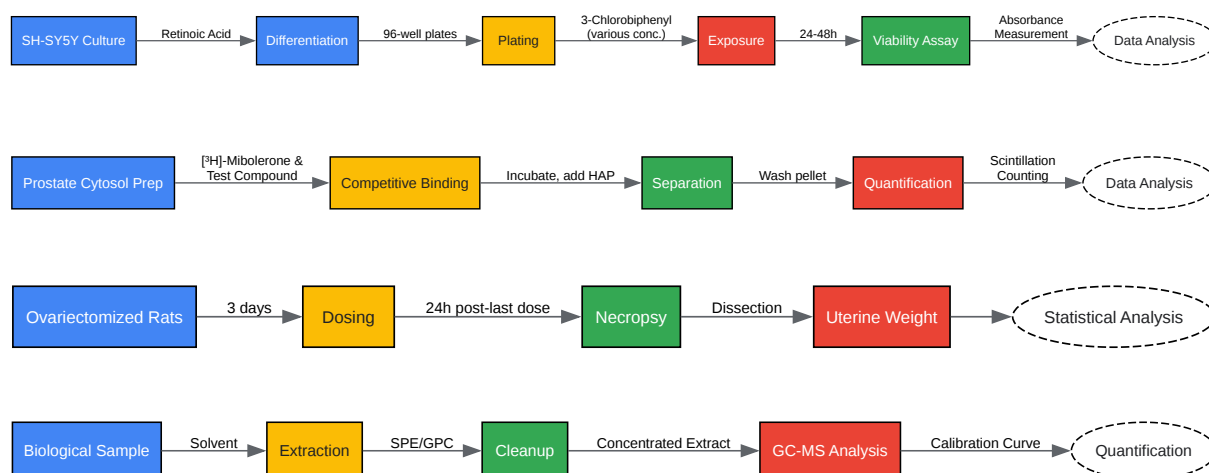 SH-SY5Y Culture
Retinoic Acid
Differentiation
96-well plates
Plating
3-Chlorobiphenyl
(various conc.)
Exposure
24-48h
Viability Assay
Absorbance
Measurement
Data Analysis
Prostate Cytosol Prep
[³H]-Mibolerone &
Test Compound
Competitive Binding
Incubate, add HAP
Separation
Wash pellet
Quantification
Scintillation
Counting
Data Analysis
Ovariectomized Rats
3 days
Dosing
24h post-last dose
Necropsy
Dissection
Uterine Weight
Statistical Analysis
Biological Sample
Solvent
Extraction
SPE/GPC
Cleanup
Concentrated Extract
GC-MS Analysis
Calibration Curve
Quantification